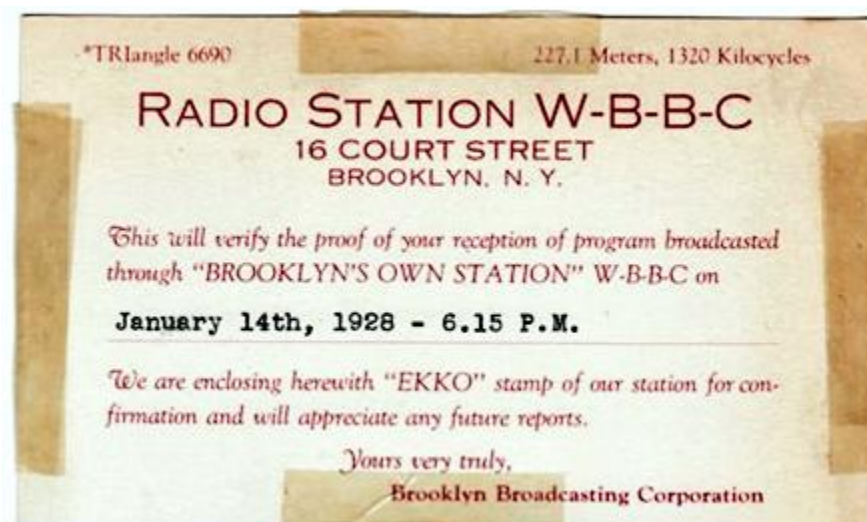 *TRIangle 6690 227.1 Meters, 1320 Kilocycles
RADIO STATION W-B-B-C
16 COURT STREET
BROOKLYN, N. Y.
This will verify the proof of your reception of program broadcasted
through "BROOKLYN'S OWN STATION" W-B-B-C on
January 14th, 1928 - 6.15 P.M.
We are enclosing herewith "EKKO" stamp of our station for con-
firmation and will appreciate any future reports.
Yours very truly,
Brooklyn Broadcasting Corporation